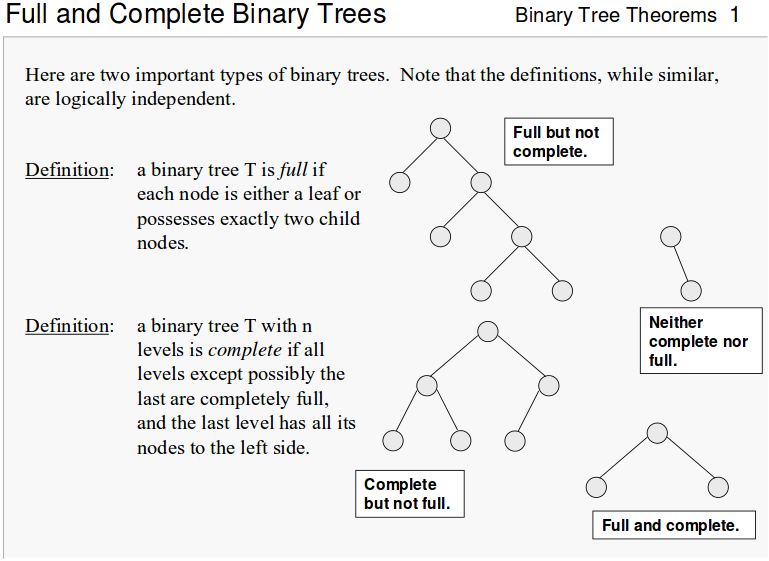 Full and Complete Binary Trees
Binary Tree Theorems 1
Here are two important types of binary trees. Note that the definitions, while similar,
are logically independent.
Definition: a binary tree T is full if
each node is either a leaf or
possesses exactly two child
nodes.
Full but not
complete.
Neither
complete nor
full.
Definition: a binary tree T with n
levels is complete if all
levels except possibly the
last are completely full,
and the last level has all its
nodes to the left side.
Complete
but not full.
Full and complete.